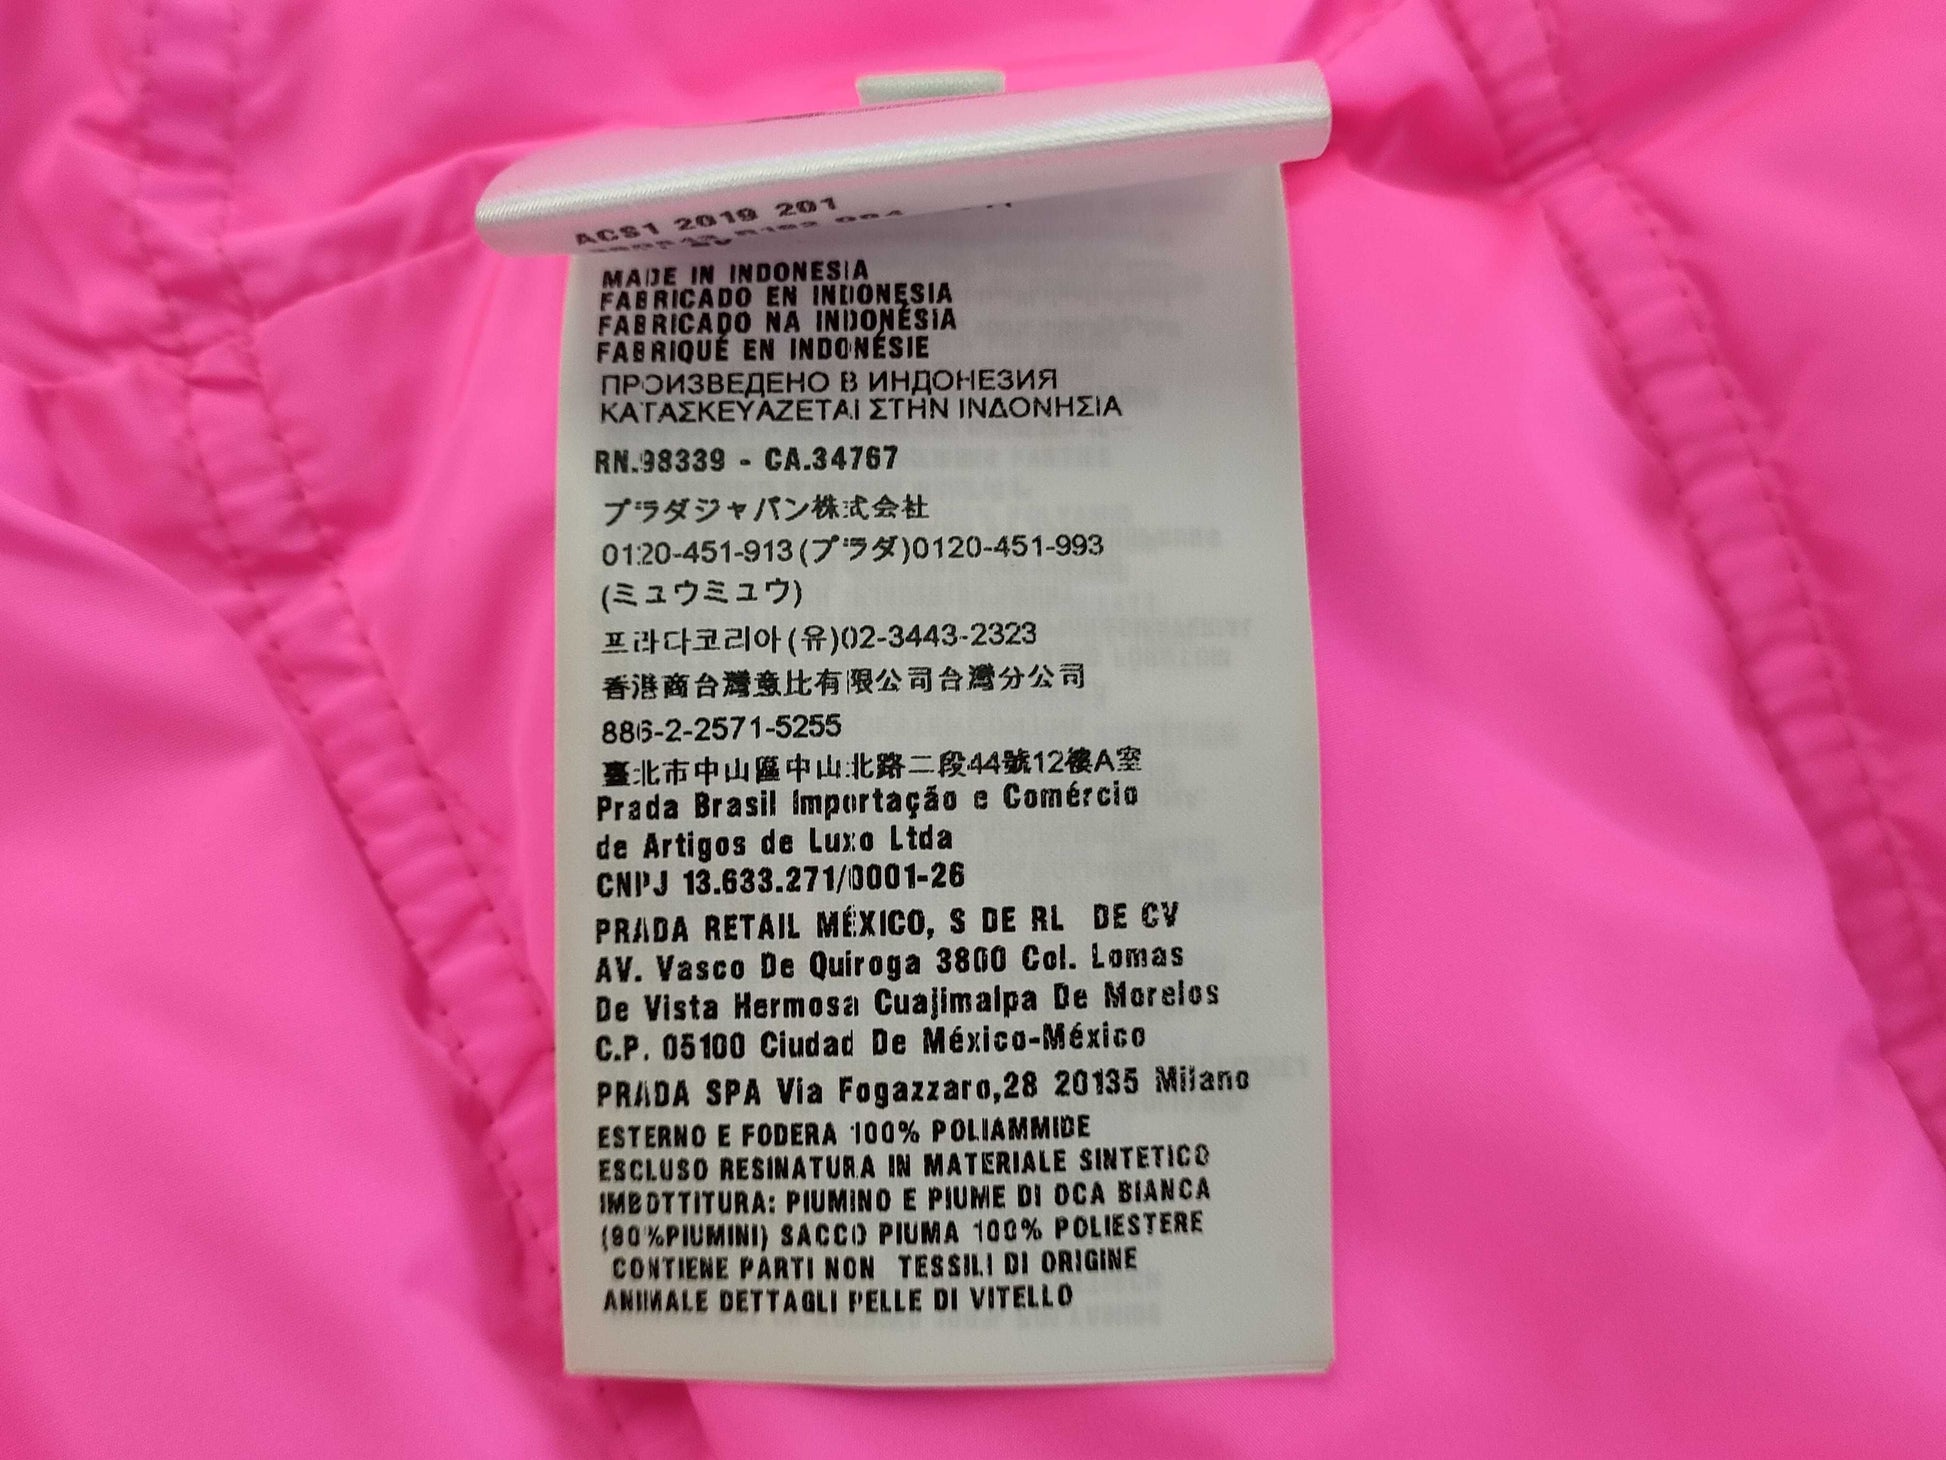 ACS1 2019 201
MADE IN INDONESIA
FABRICADO EN INDONESIA
FABRICADO NA INDONÉSIA
FABRIQUÉ EN INDONÉSIE
ПРОИЗВЕДЕНО В ИНДОНЕЗИЯ
ΚΑΤΑΣΚΕΥΑΖΕΤΑΙ ΣΤΗΝ ΙΝΔΟΝΗΣΙΑ
RN.98339 - CA.34767
プラダジャパン株式会社
0120-451-913(プラダ)0120-451-993
(ミュウミュウ)
프라다코리아(유)02-3443-2323
香港商台灣意比有限公司台灣分公司
886-2-2571-5255
臺北市中山區中山北路二段44號12樓A室
Prada Brasil Importação e Comércio
de Artigos de Luxo Ltda
CNPJ 13.633.271/0001-26
PRADA RETAIL MÉXICO, S DE RL DE CV
AV. Vasco De Quiroga 3800 Col. Lomas
De Vista Hermosa Cuajimalpa De Morelos
C.P. 05100 Ciudad De México-México
PRADA SPA Via Fogazzaro,28 20135 Milano
ESTERNO E FODERA 100% POLIAMMIDE
ESCLUSO RESINATURA IN MATERIALE SINTETICO
IMBOTTITURA: PIUMINO E PIUME DI OCA BIANCA
(90%PIUMINI) SACCO PIUMA 100% POLIESTERE
CONTIENE PARTI NON TESSILI DI ORIGINE
ANIMALE DETTAGLI PELLE DI VITELLO